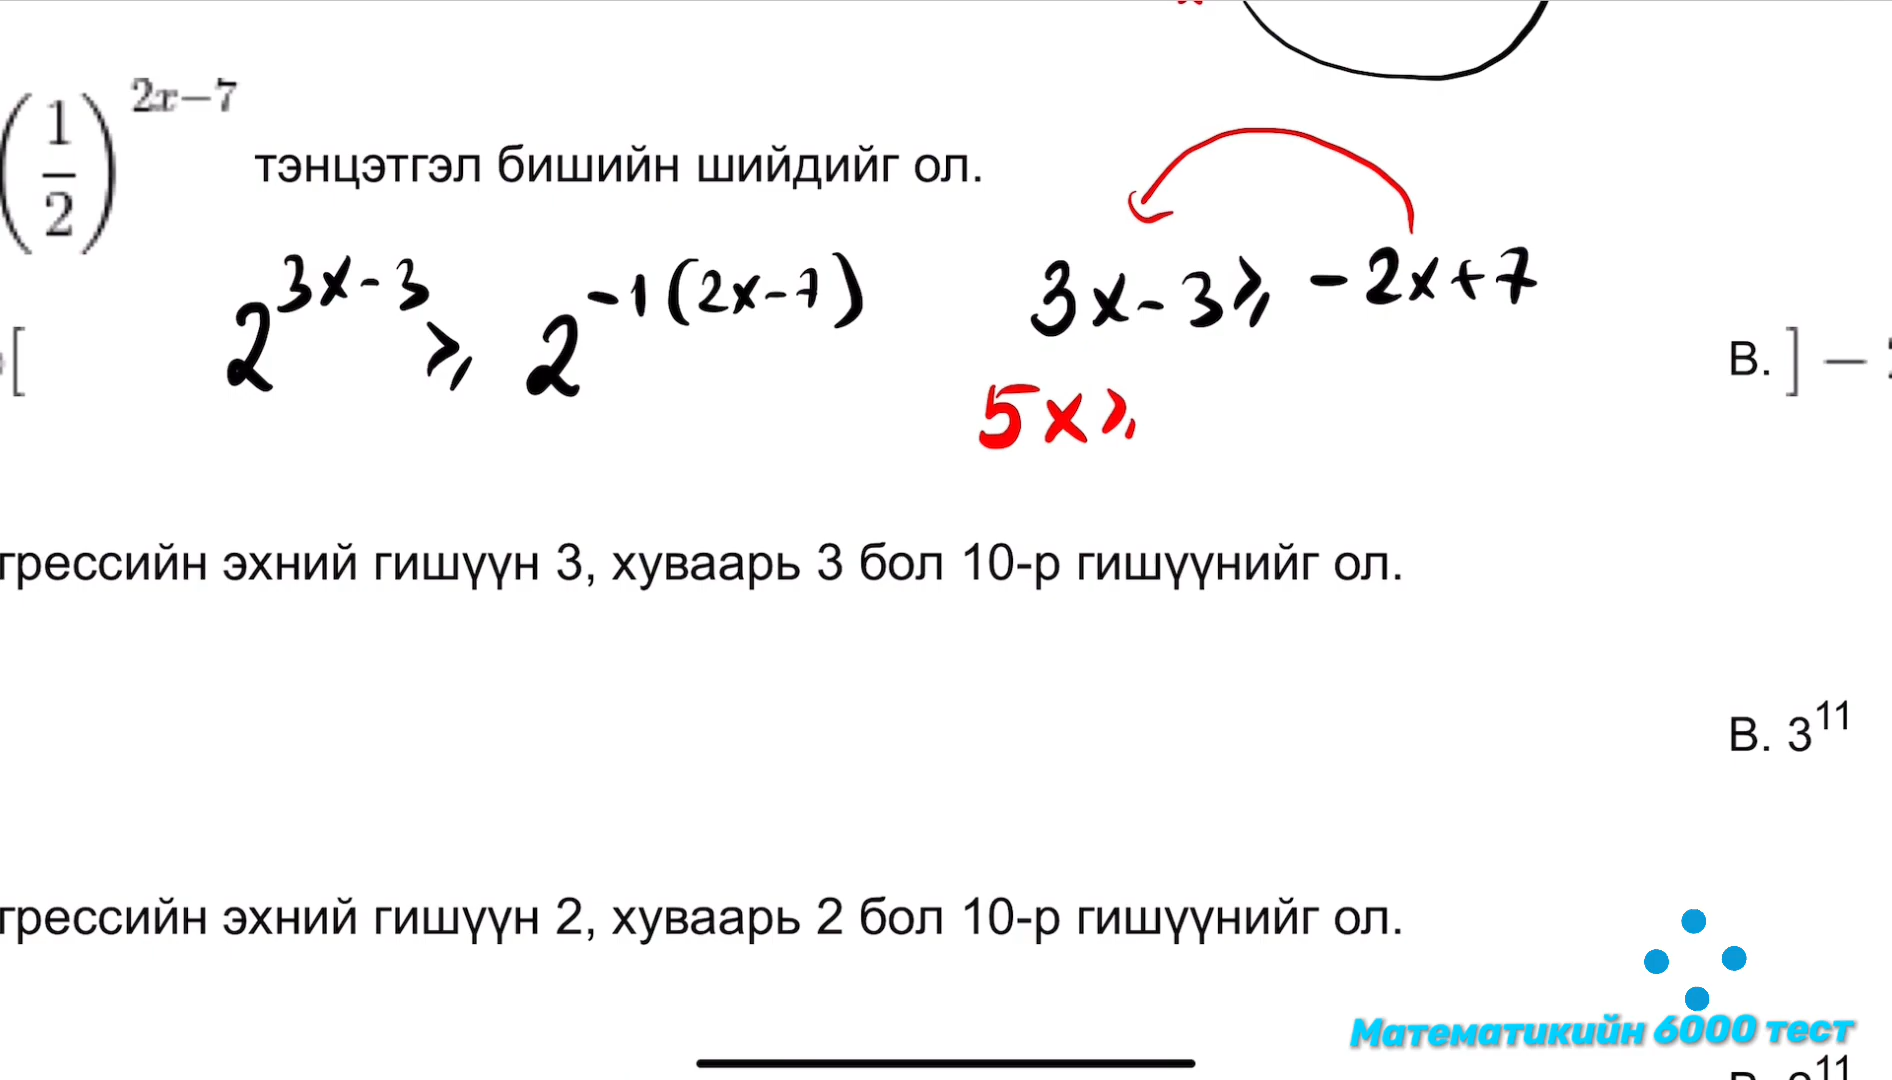 (1/2)^{2x-7} тэнцэтгэл бишийн шийдийг ол.
2^{3x-3} ⩾ 2^{-1(2x-7)}
3x-3 ⩾ -2x+7
5x ⩾
[
B. ] −
грессийн эхний гишүүн 3, хуваарь 3 бол 10-р гишүүнийг ол.
B. 3^{11}
грессийн эхний гишүүн 2, хуваарь 2 бол 10-р гишүүнийг ол.
Математикийн 6000 тест